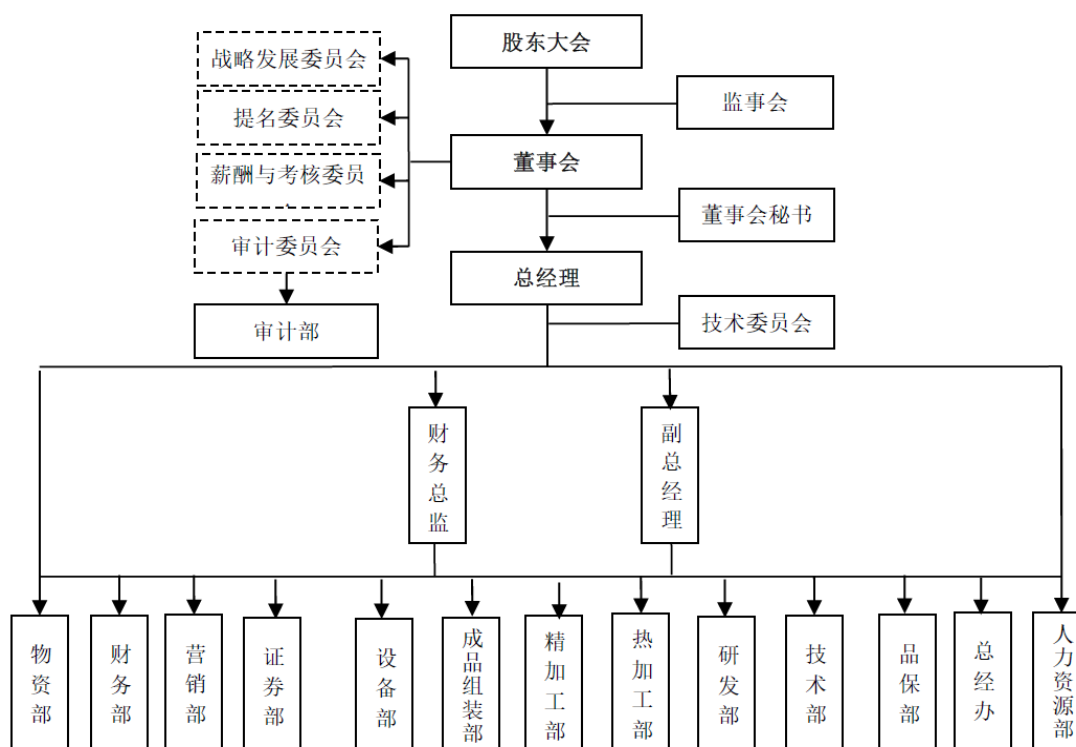 股东大会
战略发展委员会
监事会
提名委员会
董事会
薪酬与考核委员
董事会秘书
审计委员会
总经理
技术委员会
审计部
财务总监
副总经理
物资部
财务部
营销部
证券部
设备部
成品组装部
精加工部
热加工部
研发部
技术部
品保部
总经办
人力资源部